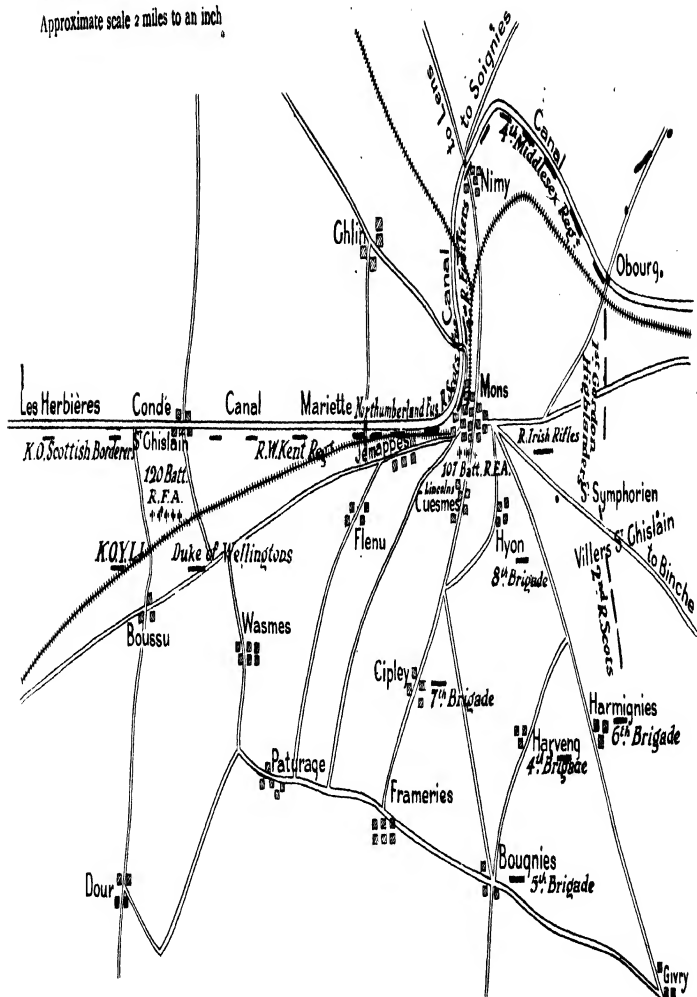 Approximate scale 2 miles to an inch
to Lens
to Soignies
Canal
4th Middlesex Regt.
Nimy
Ghlin
Canal
R. Fusiliers
Obourg.
Les Herbières
Condé
Canal
Mariette
Northumberland Fus.
Mons
1st Gordon
Highlanders
K.O. Scottish Borderers
St Ghislain
R.W. Kent Regt.
Jemappes
R. Irish Rifles
120 Batt.
R.F.A.
107 Batt. R.F.A.
Lincolns
Cuesmes
St Symphorien
Flenu
Hyon
8th Brigade
Villers
St Ghislain
to Binche
2nd R. Scots
K.O.Y.L.I.
Duke of Wellingtons
Boussu
Wasmes
Cipley
7th Brigade
Harmignies
6th Brigade
Harveng
4th Brigade
Paturage
Frameries
Bougnies
5th Brigade
Dour
Givry